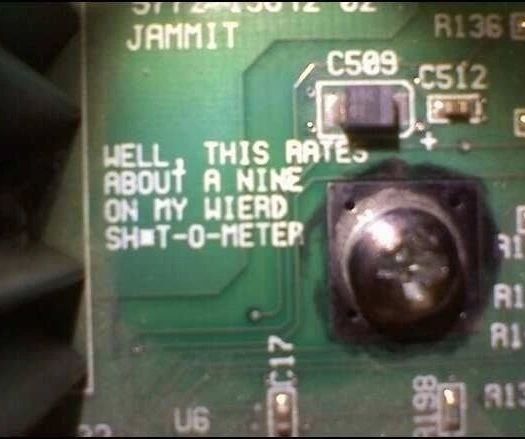 JAMMIT
R136
C509
C512
+
WELL, THIS RATES
ABOUT A NINE
ON MY WIERD
SH■T-O-METER
C17
R198
U6